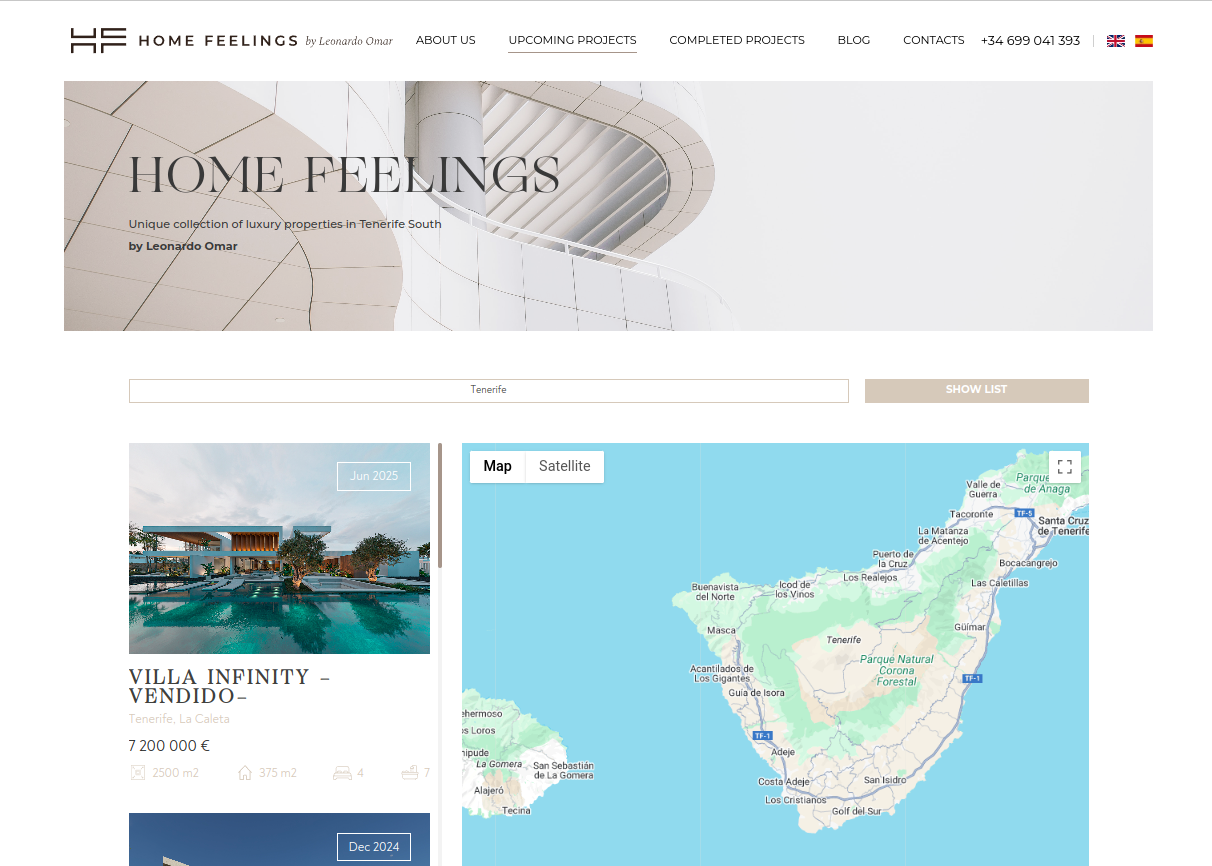 HOME FEELINGS by Leonardo Omar
ABOUT US
UPCOMING PROJECTS
COMPLETED PROJECTS
BLOG
CONTACTS
+34 699 041 393
HOME FEELINGS
Unique collection of luxury properties in Tenerife South
by Leonardo Omar
Tenerife
SHOW LIST
Jun 2025
VILLA INFINITY –
VENDIDO–
Tenerife, La Caleta
7 200 000 €
2500 m2
375 m2
4
7
Dec 2024
Map
Satellite
Parque
de Anaga
Valle de
Guerra
TF-5
Tacoronte
Santa Cruz
de Tenerife
La Matanza
de Acentejo
Puerto de
la Cruz
Bocacangrejo
Los Realejos
Las Caletillas
Buenavista
del Norte
Icod de
los Vinos
Güímar
Masca
Tenerife
Parque Natural
Corona
Forestal
Acantilados de
Los Gigantes
TF-1
Guía de Isora
ehermoso
os Loros
TF-1
nipude
Adeje
La Gomera
San Sebastián
de La Gomera
Costa Adeje
San Isidro
Alajeró
Los Cristianos
Tecina
Golf del Sur